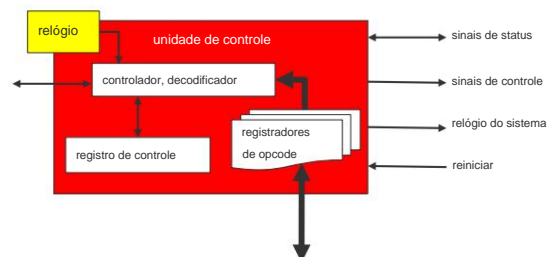 relógio
unidade de controle
sinais de status
controlador, decodificador
sinais de controle
relógio do sistema
registradores
de opcode
registro de controle
reiniciar